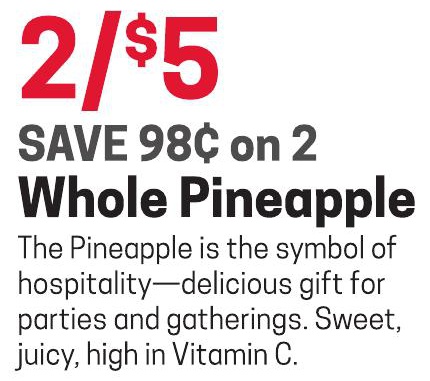 2/$5
SAVE 98¢ on 2
Whole Pineapple
The Pineapple is the symbol of
hospitality—delicious gift for
parties and gatherings. Sweet,
juicy, high in Vitamin C.